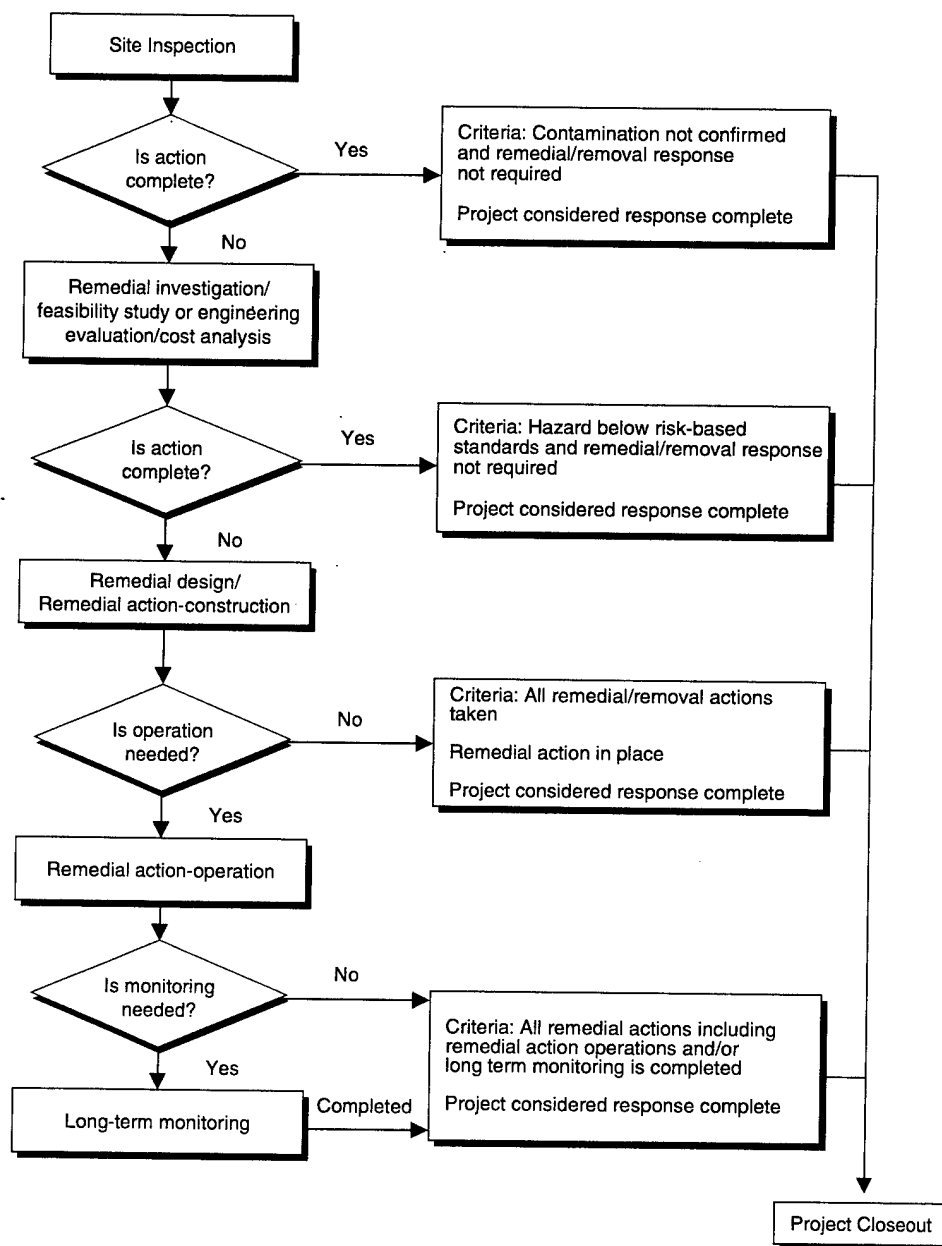 Site Inspection
Is action
complete?
Yes
Criteria: Contamination not confirmed
and remedial/removal response
not required
Project considered response complete
No
Remedial investigation/
feasibility study or engineering
evaluation/cost analysis
Is action
complete?
Yes
Criteria: Hazard below risk-based
standards and remedial/removal response
not required
Project considered response complete
No
Remedial design/
Remedial action-construction
Is operation
needed?
No
Criteria: All remedial/removal actions
taken
Remedial action in place
Project considered response complete
Yes
Remedial action-operation
Is monitoring
needed?
No
Criteria: All remedial actions including
remedial action operations and/or
long term monitoring is completed
Project considered response complete
Yes
Long-term monitoring
Completed
Project Closeout